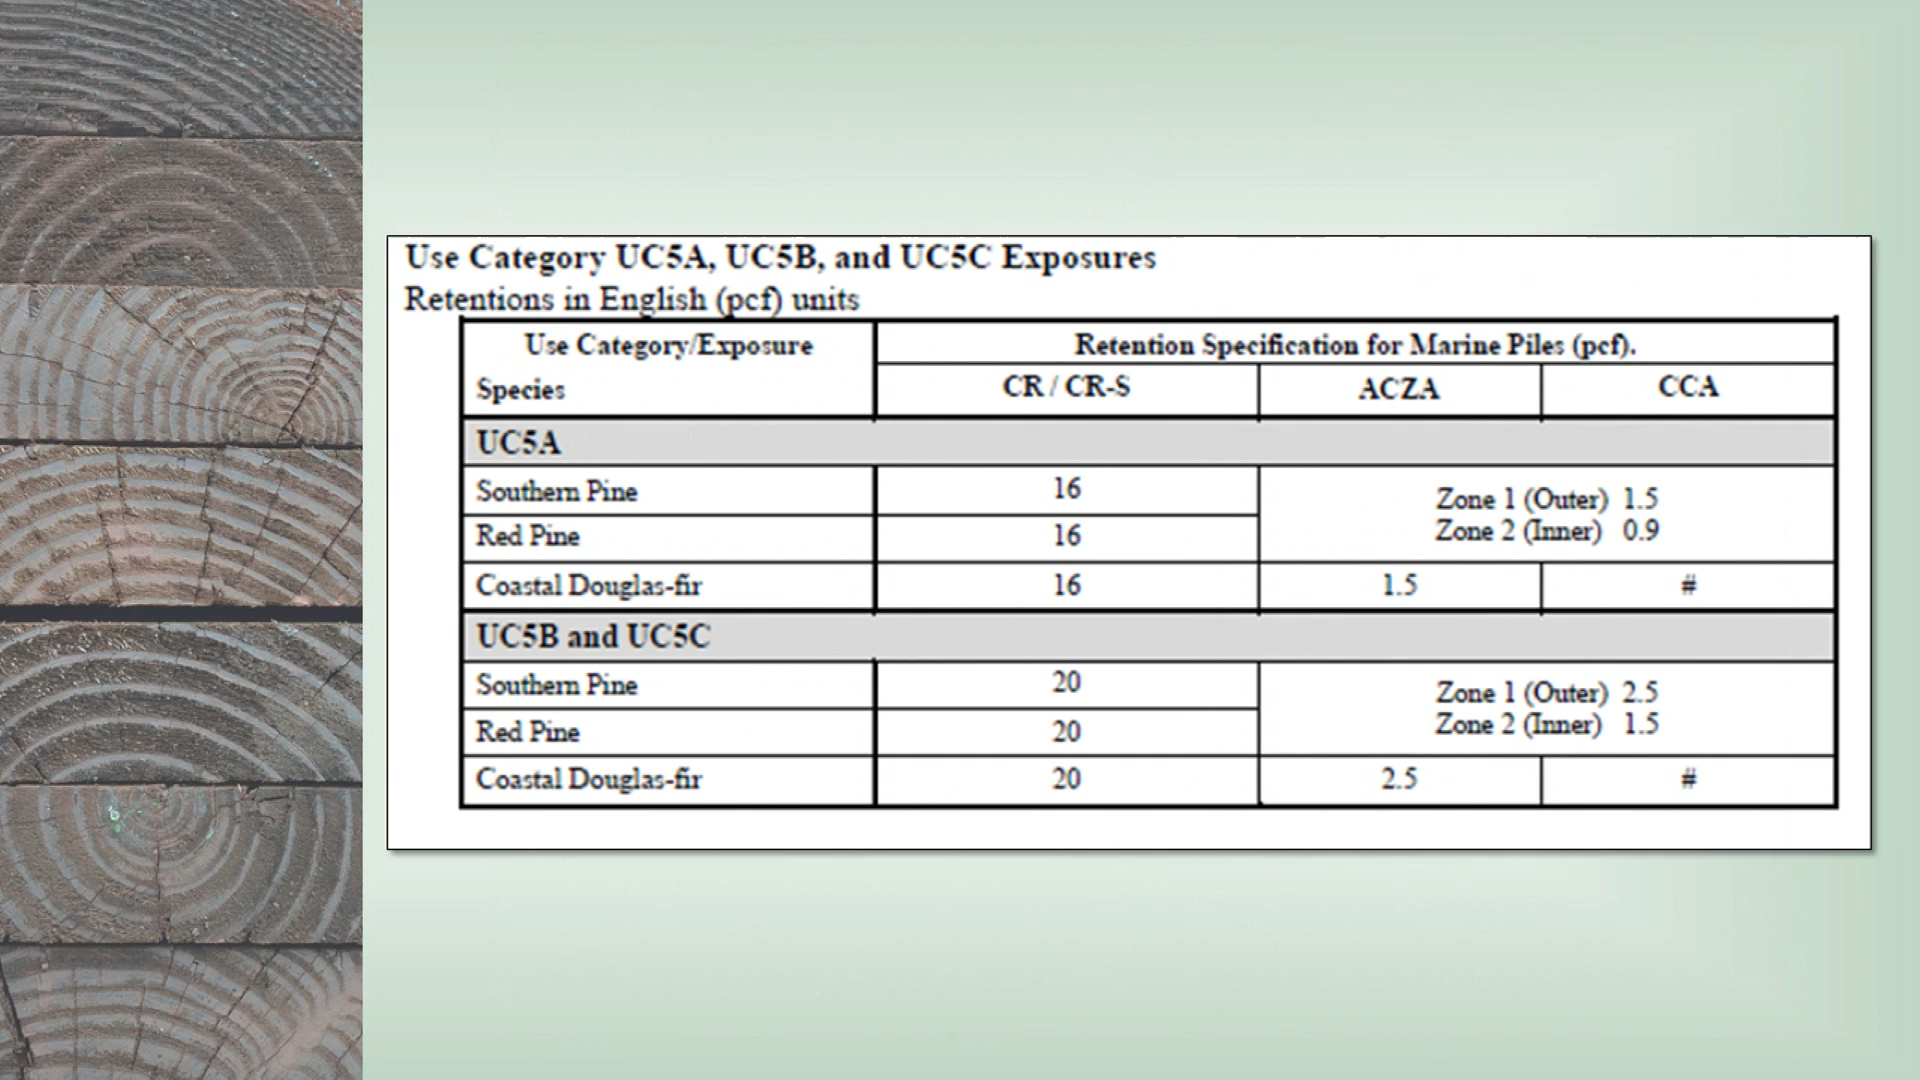 Use Category UC5A, UC5B, and UC5C Exposures
Retentions in English (pcf) units
Use Category/Exposure
Species
Retention Specification for Marine Piles (pcf).
CR / CR-S ACZA CCA
UC5A
Southern Pine 16
Zone 1 (Outer) 1.5
Zone 2 (Inner) 0.9
Red Pine 16
Coastal Douglas-fir 16 1.5 #
UC5B and UC5C
Southern Pine 20
Zone 1 (Outer) 2.5
Zone 2 (Inner) 1.5
Red Pine 20
Coastal Douglas-fir 20 2.5 #